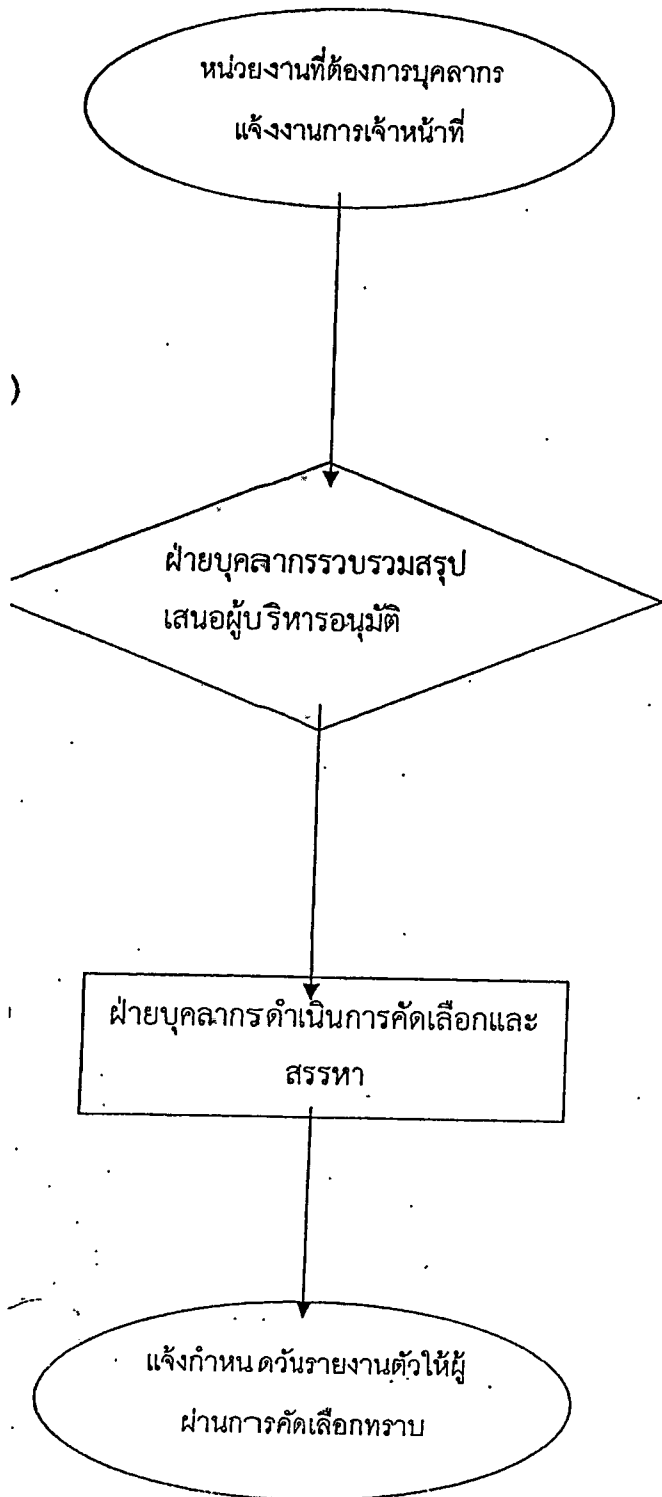 หน่วยงานที่ต้องการบุคลากร
แจ้งงานการเจ้าหน้าที่
)
ฝ่ายบุคลากรรวบรวมสรุป
เสนอผู้บริหารอนุมัติ
ฝ่ายบุคลากรดำเนินการคัดเลือกและ
สรรหา
แจ้งกำหนดวันรายงานตัวให้ผู้
ผ่านการคัดเลือกทราบ